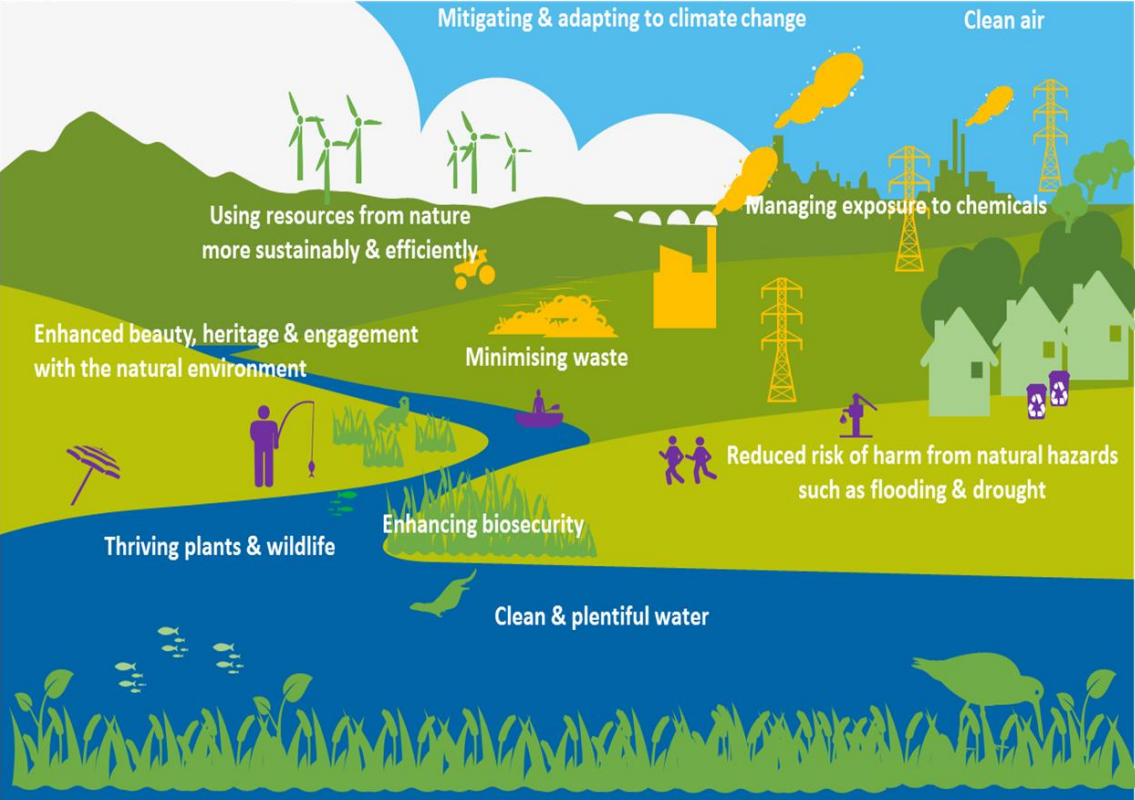 Mitigating & adapting to climate change
Clean air
Using resources from nature
more sustainably & efficiently
Managing exposure to chemicals
Enhanced beauty, heritage & engagement
with the natural environment
Minimising waste
Reduced risk of harm from natural hazards
such as flooding & drought
Enhancing biosecurity
Thriving plants & wildlife
Clean & plentiful water